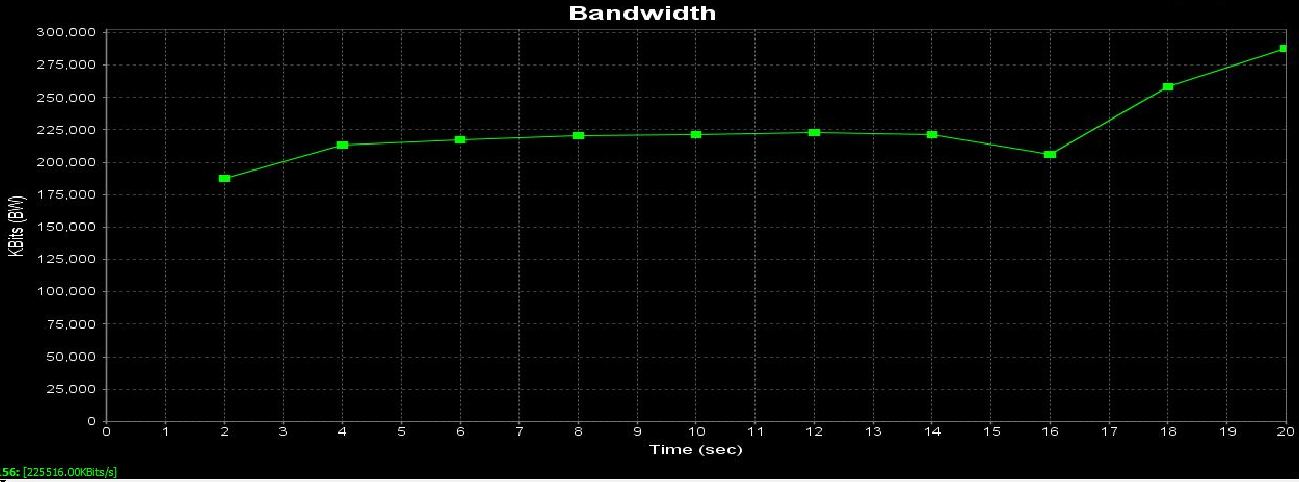 Bandwidth
300,000
275,000
250,000
225,000
200,000
175,000
150,000
125,000
100,000
75,000
50,000
25,000
0
KBits (BW)
0 1 2 3 4 5 6 7 8 9 10 11 12 13 14 15 16 17 18 19 20
Time (sec)
.56: [225516.00KBits/s]